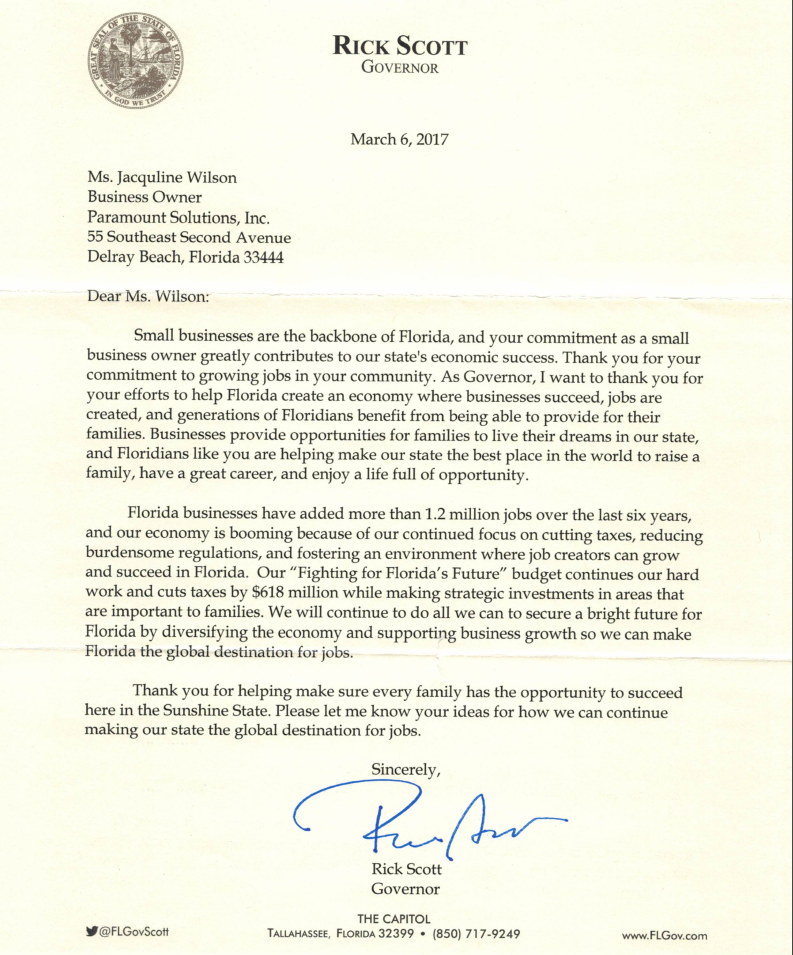 GREAT SEAL OF THE STATE OF FLORIDA
IN GOD WE TRUST
RICK SCOTT
GOVERNOR
March 6, 2017
Ms. Jacquline Wilson
Business Owner
Paramount Solutions, Inc.
55 Southeast Second Avenue
Delray Beach, Florida 33444
Dear Ms. Wilson:
Small businesses are the backbone of Florida, and your commitment as a small
business owner greatly contributes to our state's economic success. Thank you for your
commitment to growing jobs in your community. As Governor, I want to thank you for
your efforts to help Florida create an economy where businesses succeed, jobs are
created, and generations of Floridians benefit from being able to provide for their
families. Businesses provide opportunities for families to live their dreams in our state,
and Floridians like you are helping make our state the best place in the world to raise a
family, have a great career, and enjoy a life full of opportunity.
Florida businesses have added more than 1.2 million jobs over the last six years,
and our economy is booming because of our continued focus on cutting taxes, reducing
burdensome regulations, and fostering an environment where job creators can grow
and succeed in Florida.  Our “Fighting for Florida’s Future” budget continues our hard
work and cuts taxes by $618 million while making strategic investments in areas that
are important to families. We will continue to do all we can to secure a bright future for
Florida by diversifying the economy and supporting business growth so we can make
Florida the global destination for jobs.
Thank you for helping make sure every family has the opportunity to succeed
here in the Sunshine State. Please let me know your ideas for how we can continue
making our state the global destination for jobs.
Sincerely,
Rick Scott
Rick Scott
Governor
THE CAPITOL
@FLGovScott TALLAHASSEE, FLORIDA 32399 • (850) 717-9249 www.FLGov.com